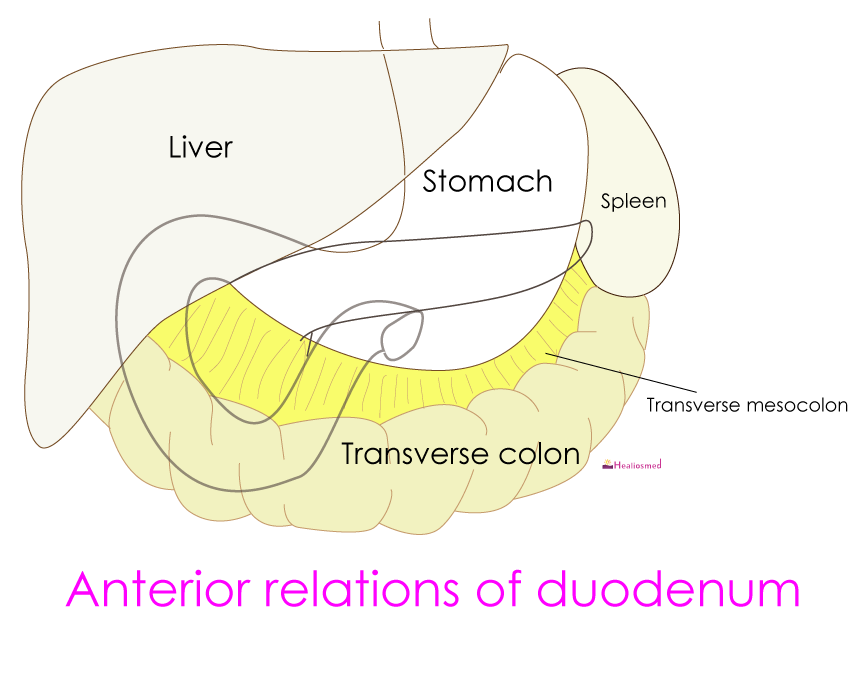 Liver
Stomach
Spleen
Transverse mesocolon
Transverse colon
Healiosmed
Anterior relations of duodenum